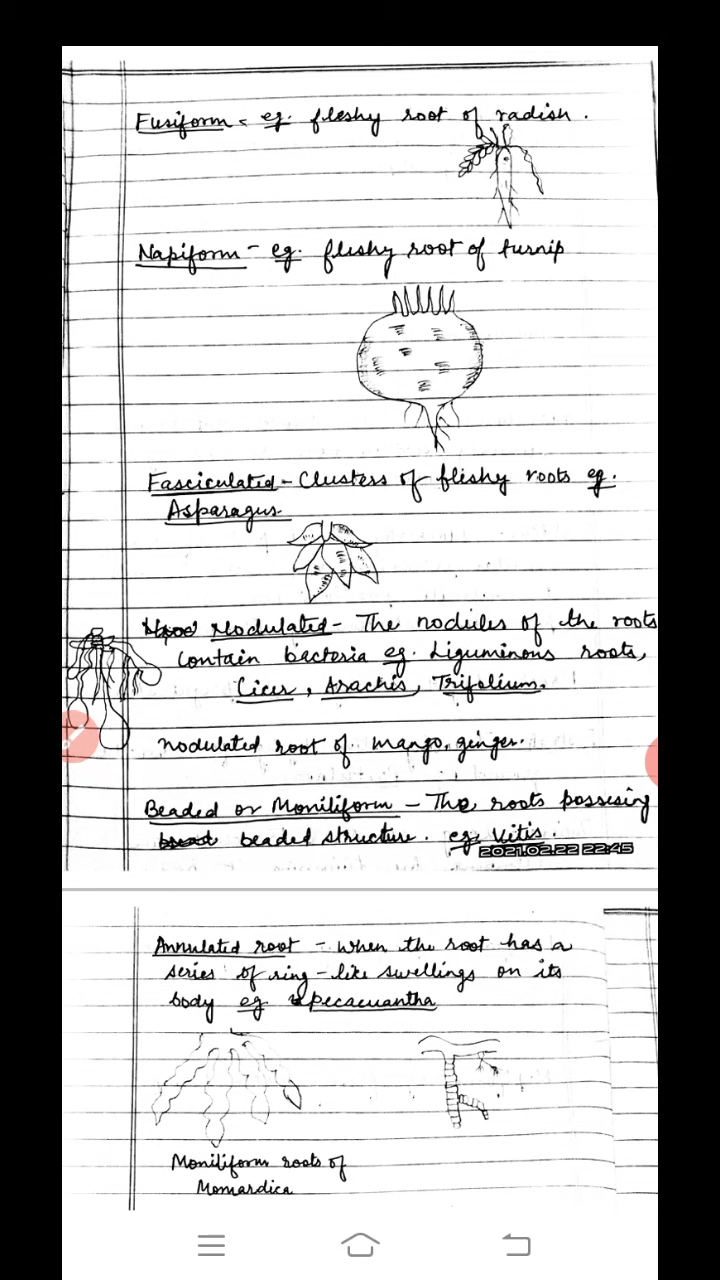 Fusiform - eg. fleshy root of radish.
Napiform - eg. fleshy root of turnip
Fasciculated - Clusters of fleshy roots eg.
Asparagus
Nodulated - The nodules of the roots
contain bacteria eg. Liguminous roots,
Cicer, Arachis, Trifolium.
nodulated root of mango, ginger.
Beaded or Moniliform - The roots possesing
beaded structure. eg. Vitis.
2021.02.22 22:45
Annulated root - when the root has a
series of ring-like swellings on its
body eg Ipecacuantha
Moniliform roots of
Momardica